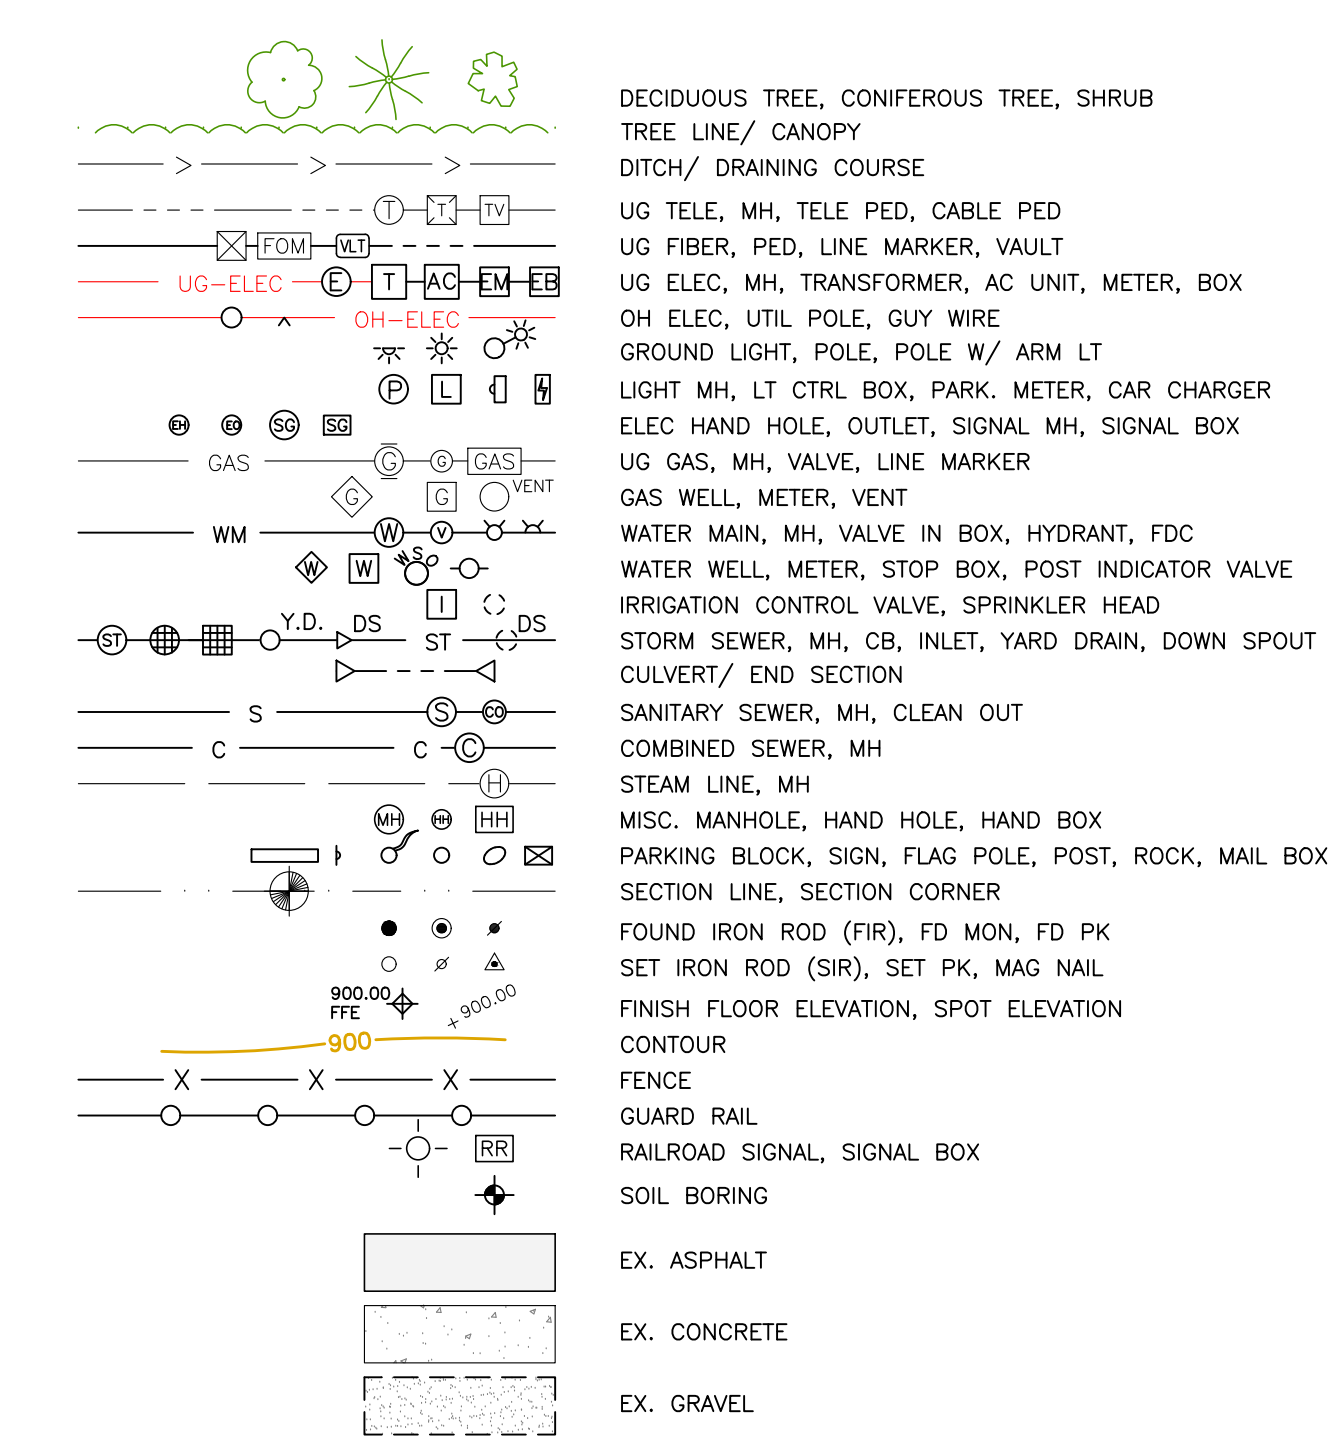 DECIDUOUS TREE, CONIFEROUS TREE, SHRUB
TREE LINE/ CANOPY
DITCH/ DRAINING COURSE
T T TV UG TELE, MH, TELE PED, CABLE PED
FOM VLT UG FIBER, PED, LINE MARKER, VAULT
UG-ELEC E T AC EM EB UG ELEC, MH, TRANSFORMER, AC UNIT, METER, BOX
OH-ELEC OH ELEC, UTIL POLE, GUY WIRE
GROUND LIGHT, POLE, POLE W/ ARM LT
P L LIGHT MH, LT CTRL BOX, PARK. METER, CAR CHARGER
EH EO SG SG ELEC HAND HOLE, OUTLET, SIGNAL MH, SIGNAL BOX
GAS G G GAS UG GAS, MH, VALVE, LINE MARKER
G G VENT GAS WELL, METER, VENT
WM W V WATER MAIN, MH, VALVE IN BOX, HYDRANT, FDC
W W WSO WATER WELL, METER, STOP BOX, POST INDICATOR VALVE
I IRRIGATION CONTROL VALVE, SPRINKLER HEAD
ST Y.D. DS ST DS STORM SEWER, MH, CB, INLET, YARD DRAIN, DOWN SPOUT
CULVERT/ END SECTION
S S CO SANITARY SEWER, MH, CLEAN OUT
C C C COMBINED SEWER, MH
H STEAM LINE, MH
MH HH HH MISC. MANHOLE, HAND HOLE, HAND BOX
PARKING BLOCK, SIGN, FLAG POLE, POST, ROCK, MAIL BOX
SECTION LINE, SECTION CORNER
FOUND IRON ROD (FIR), FD MON, FD PK
SET IRON ROD (SIR), SET PK, MAG NAIL
900.00
FFE +900.00 FINISH FLOOR ELEVATION, SPOT ELEVATION
900 CONTOUR
X X X FENCE
GUARD RAIL
RR RAILROAD SIGNAL, SIGNAL BOX
SOIL BORING
EX. ASPHALT
EX. CONCRETE
EX. GRAVEL